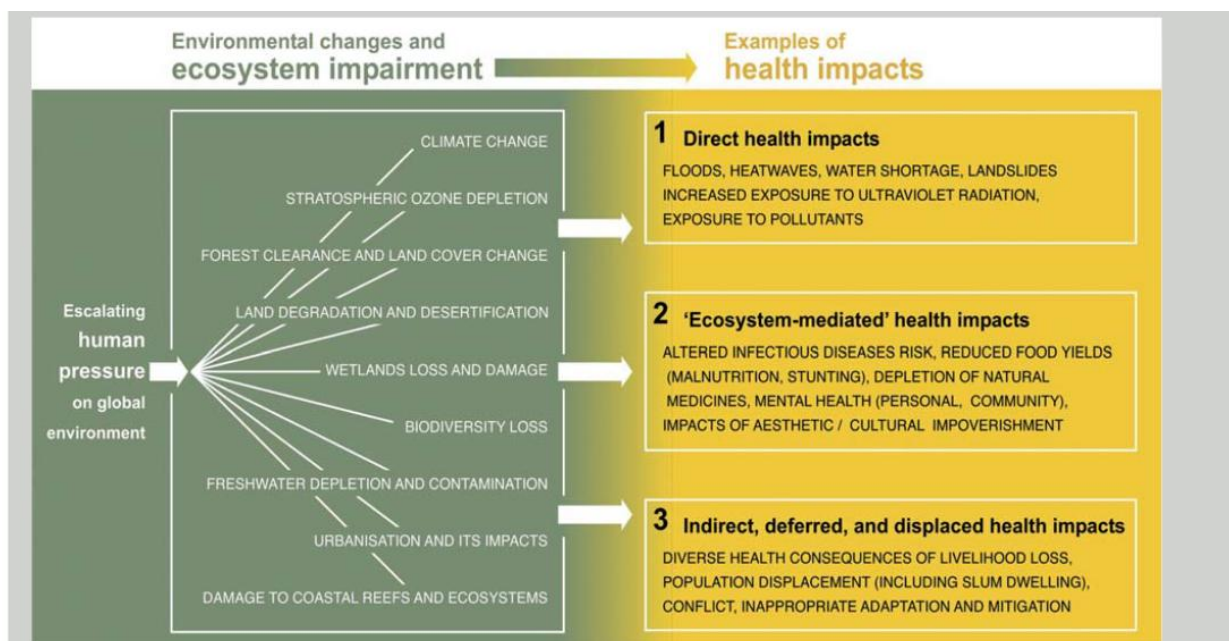 Environmental changes and
ecosystem impairment
Examples of
health impacts
Escalating
human
pressure
on global
environment
CLIMATE CHANGE
STRATOSPHERIC OZONE DEPLETION
FOREST CLEARANCE AND LAND COVER CHANGE
LAND DEGRADATION AND DESERTIFICATION
WETLANDS LOSS AND DAMAGE
BIODIVERSITY LOSS
FRESHWATER DEPLETION AND CONTAMINATION
URBANISATION AND ITS IMPACTS
DAMAGE TO COASTAL REEFS AND ECOSYSTEMS
1 Direct health impacts
FLOODS, HEATWAVES, WATER SHORTAGE, LANDSLIDES
INCREASED EXPOSURE TO ULTRAVIOLET RADIATION,
EXPOSURE TO POLLUTANTS
2 ‘Ecosystem-mediated’ health impacts
ALTERED INFECTIOUS DISEASES RISK, REDUCED FOOD YIELDS
(MALNUTRITION, STUNTING), DEPLETION OF NATURAL
MEDICINES, MENTAL HEALTH (PERSONAL, COMMUNITY),
IMPACTS OF AESTHETIC / CULTURAL IMPOVERISHMENT
3 Indirect, deferred, and displaced health impacts
DIVERSE HEALTH CONSEQUENCES OF LIVELIHOOD LOSS,
POPULATION DISPLACEMENT (INCLUDING SLUM DWELLING),
CONFLICT, INAPPROPRIATE ADAPTATION AND MITIGATION